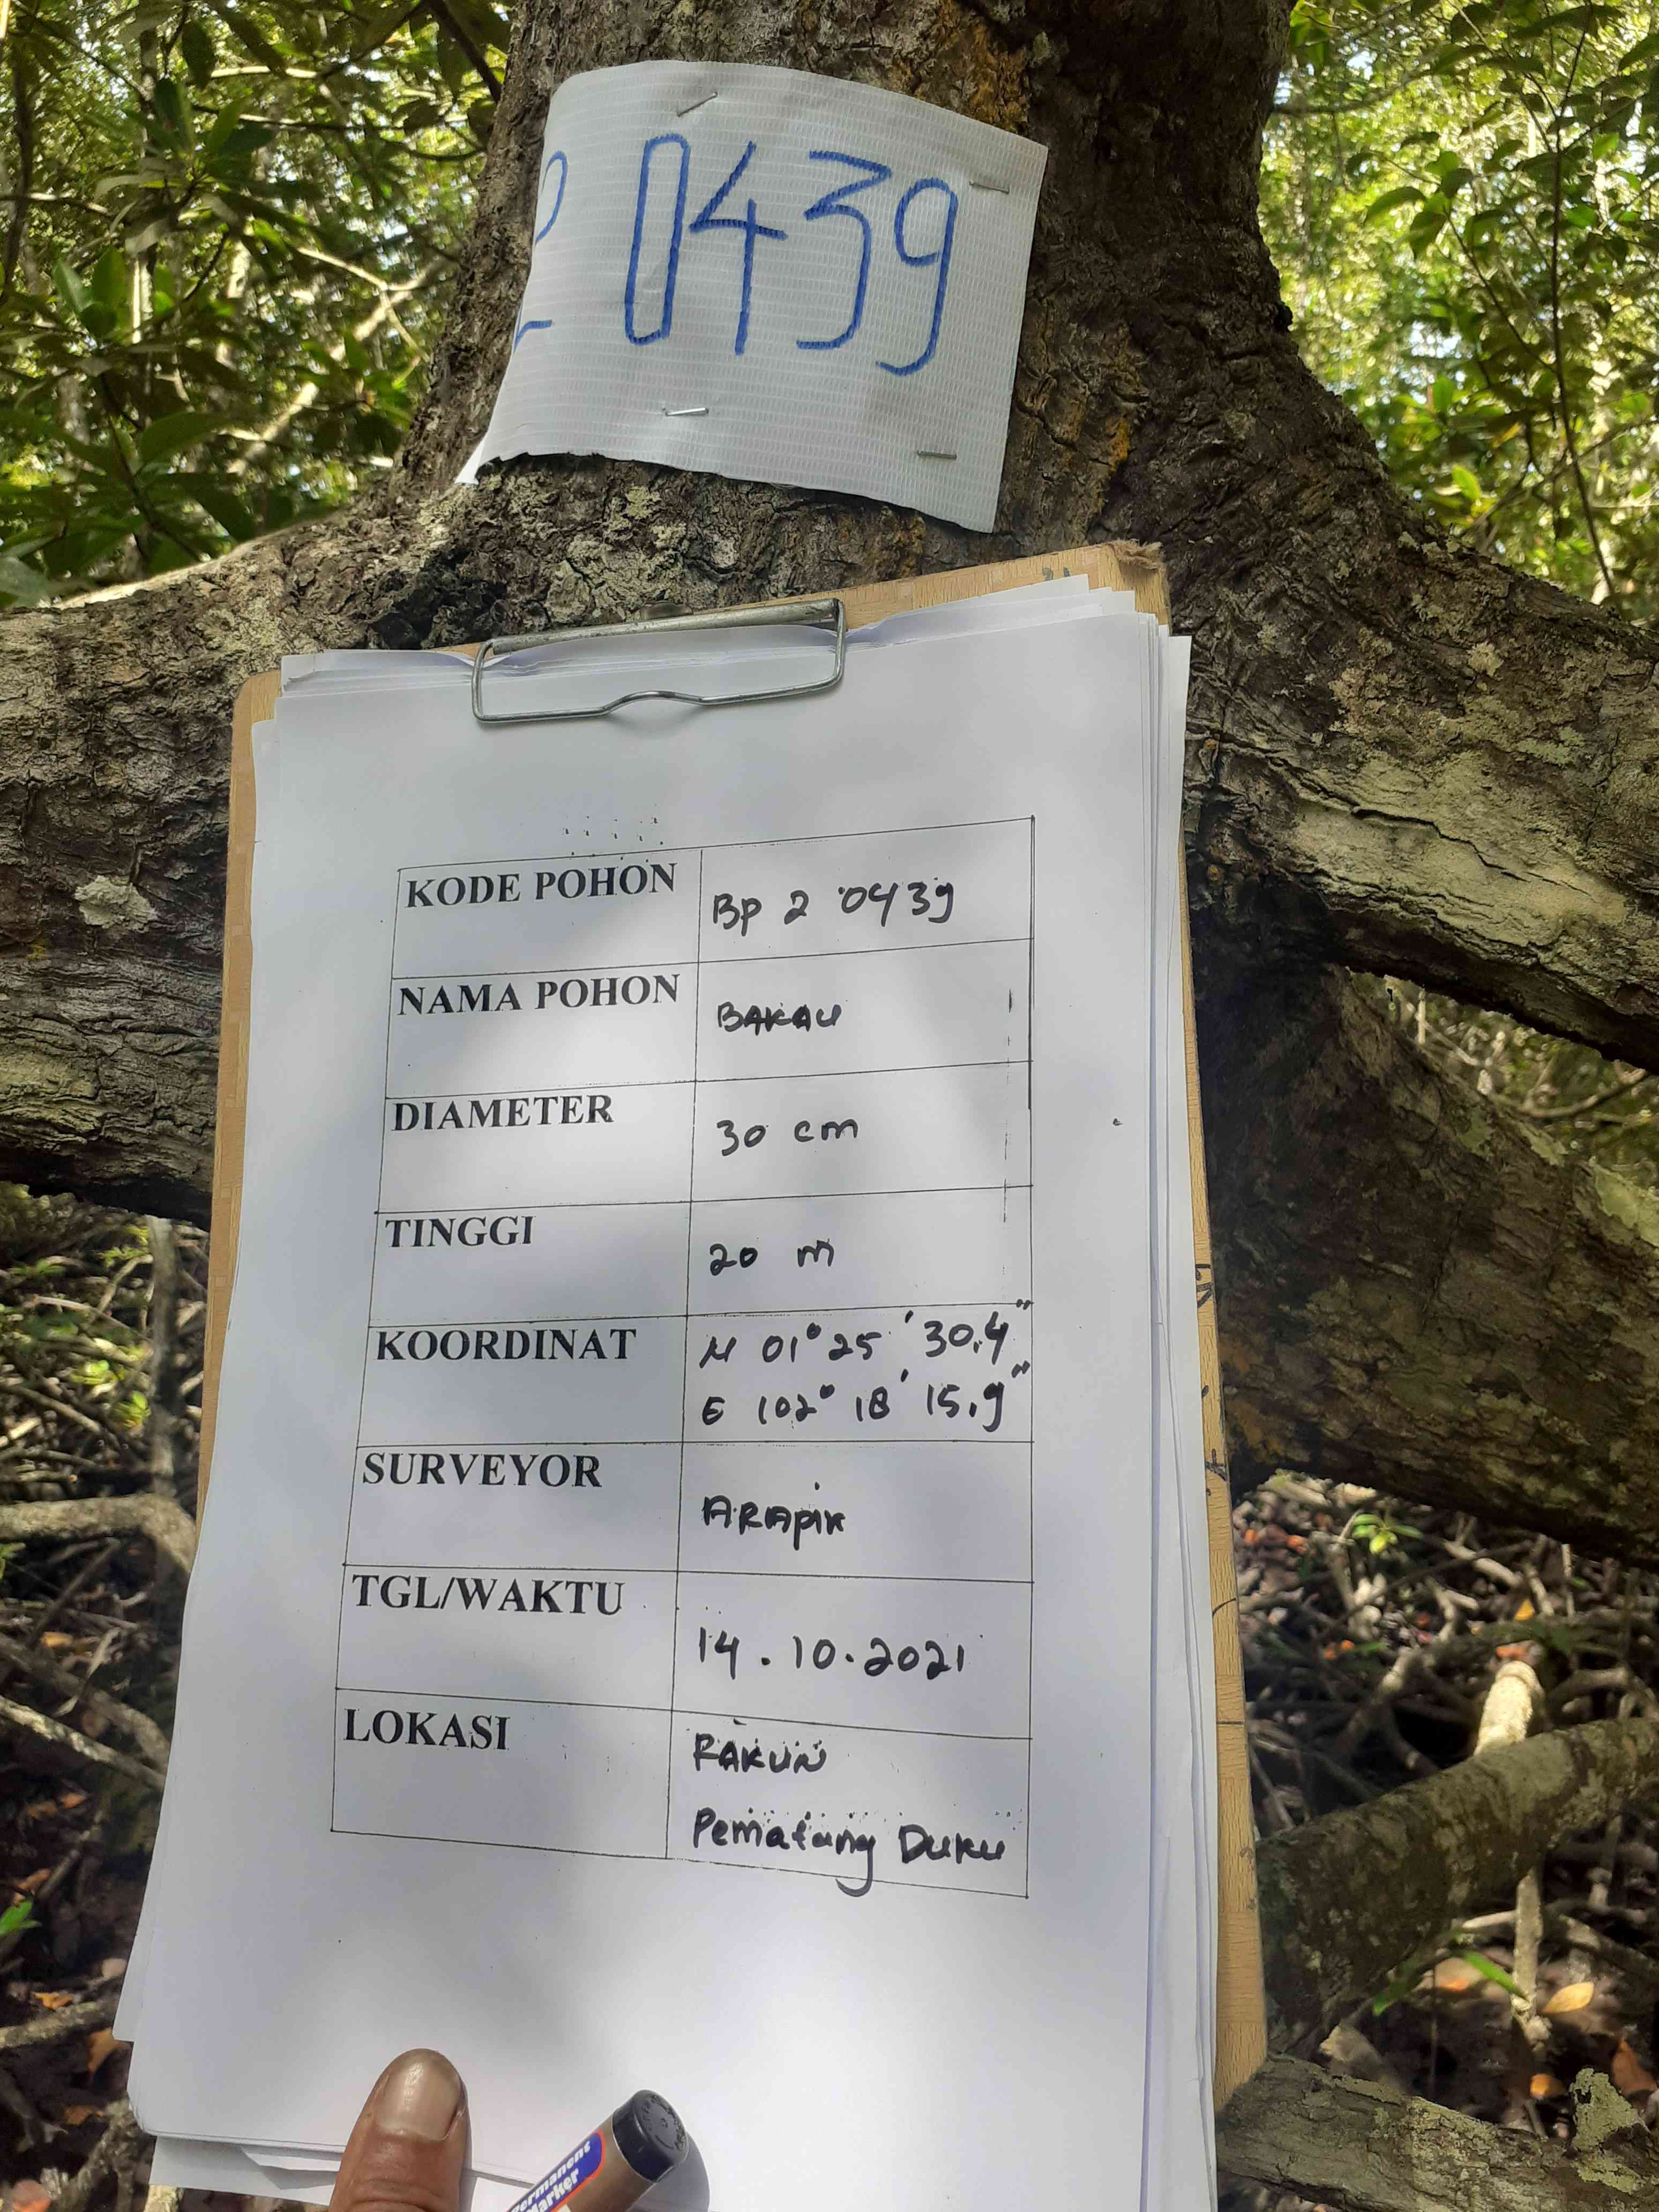 2 0439
KODE POHON
Bp 2 0439
NAMA POHON
BAKAU
DIAMETER
30 cm
TINGGI
20 m
KOORDINAT
N 01° 25 ' 30.4"
E 102° 18' 15.9"
SURVEYOR
ARApik
TGL/WAKTU
14.10.2021
LOKASI
RAKUN
Pematang Duku
Permanent
Marker